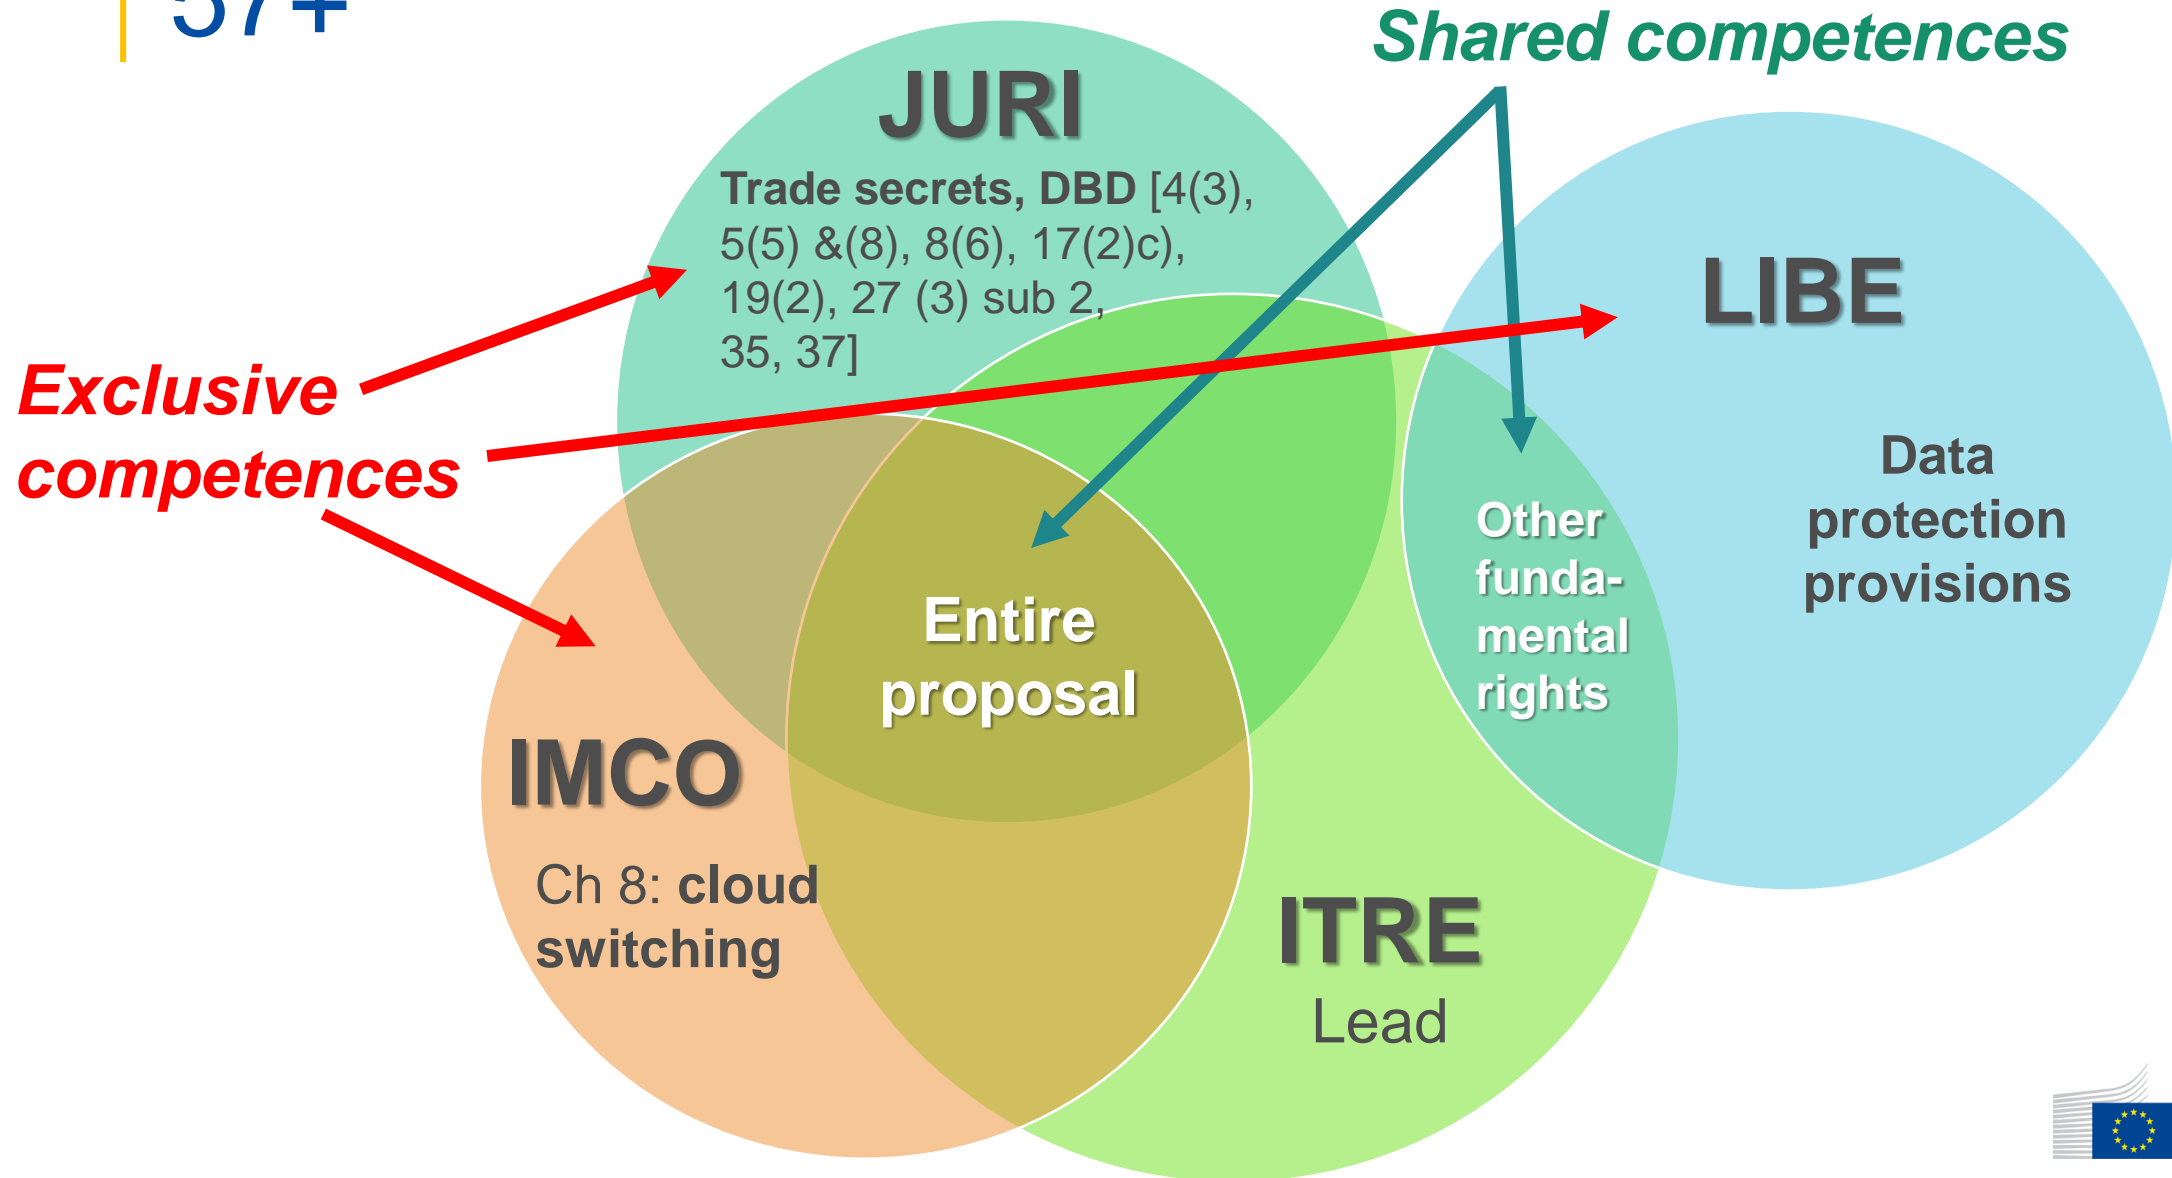 57+
Shared competences
JURI
Trade secrets, DBD [4(3),
5(5) &(8), 8(6), 17(2)c),
19(2), 27 (3) sub 2,
35, 37]
LIBE
Data
protection
provisions
Exclusive
competences
Other
funda-
mental
rights
Entire
proposal
IMCO
Ch 8: cloud
switching
ITRE
Lead